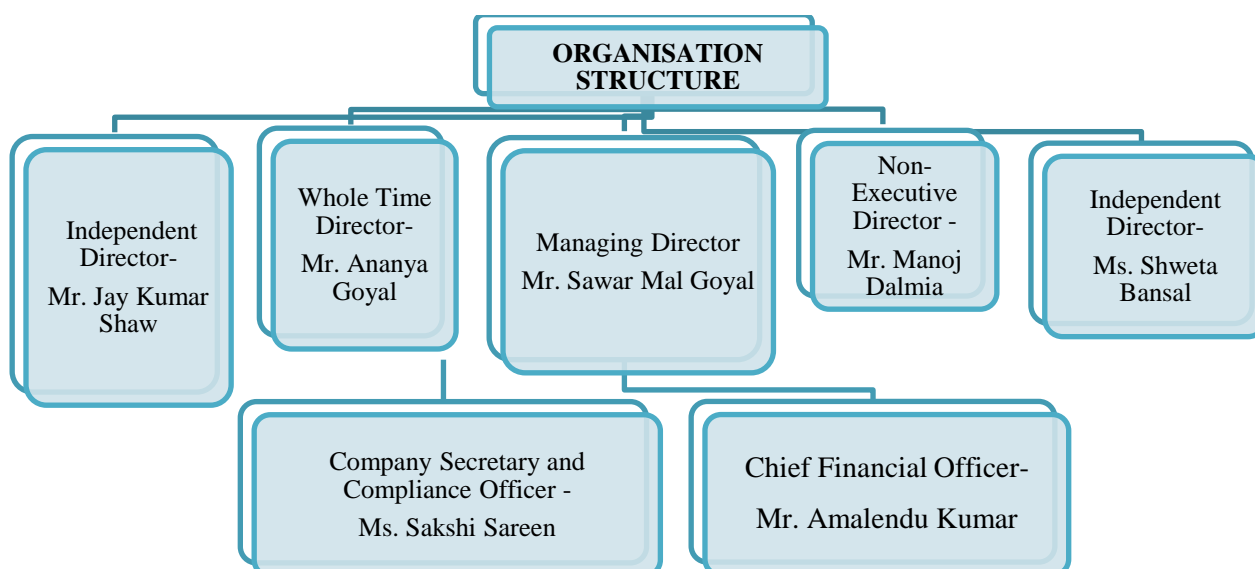 ORGANISATION
STRUCTURE
Independent
Director-
Mr. Jay Kumar
Shaw
Whole Time
Director-
Mr. Ananya
Goyal
Managing Director
Mr. Sawar Mal Goyal
Non-
Executive
Director -
Mr. Manoj
Dalmia
Independent
Director-
Ms. Shweta
Bansal
Company Secretary and
Compliance Officer -
Ms. Sakshi Sareen
Chief Financial Officer-
Mr. Amalendu Kumar